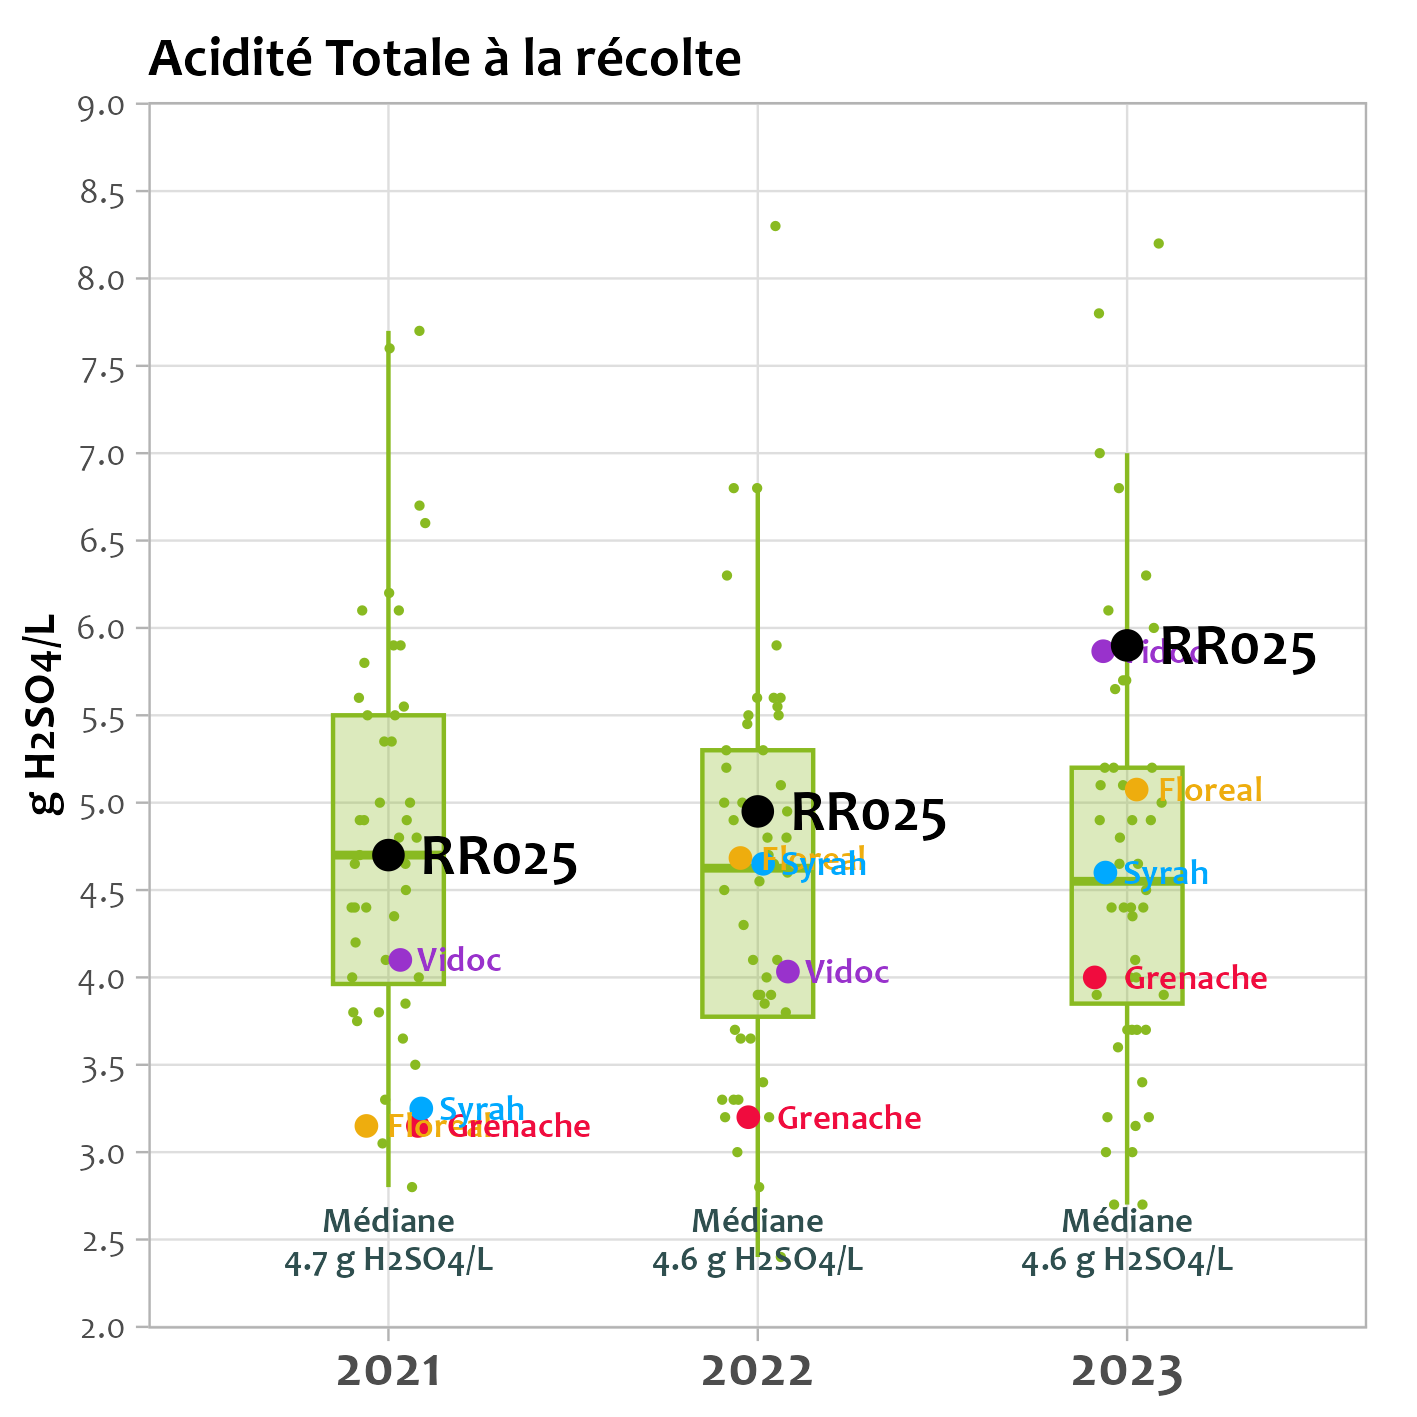 Acidité Totale à la récolte
g H2SO4/L
9.0
8.5
8.0
7.5
7.0
6.5
6.0
5.5
5.0
4.5
4.0
3.5
3.0
2.5
2.0
RR025
Vidoc
Syrah
Floreal
Grenache
Médiane
4.7 g H2SO4/L
RR025
Floreal
Syrah
Vidoc
Grenache
Médiane
4.6 g H2SO4/L
RR025
Vidoc
Floreal
Syrah
Grenache
Médiane
4.6 g H2SO4/L
2021
2022
2023